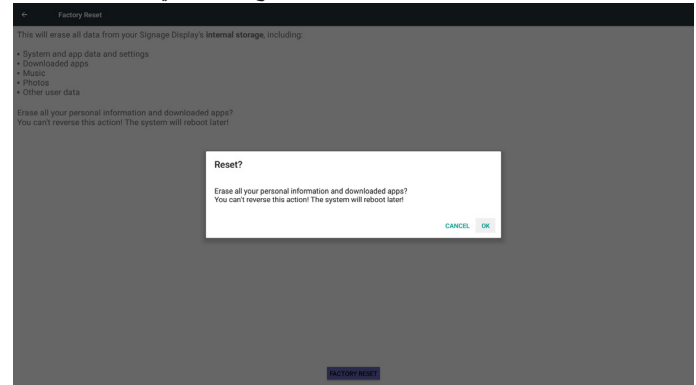 Factory Reset
This will erase all data from your Signage Display's internal storage, including:
• System and app data and settings
• Downloaded apps
• Music
• Photos
• Other user data
Erase all your personal information and downloaded apps?
You can't reverse this action! The system will reboot later!
Reset?
Erase all your personal information and downloaded apps?
You can't reverse this action! The system will reboot later!
CANCEL OK
FACTORY RESET